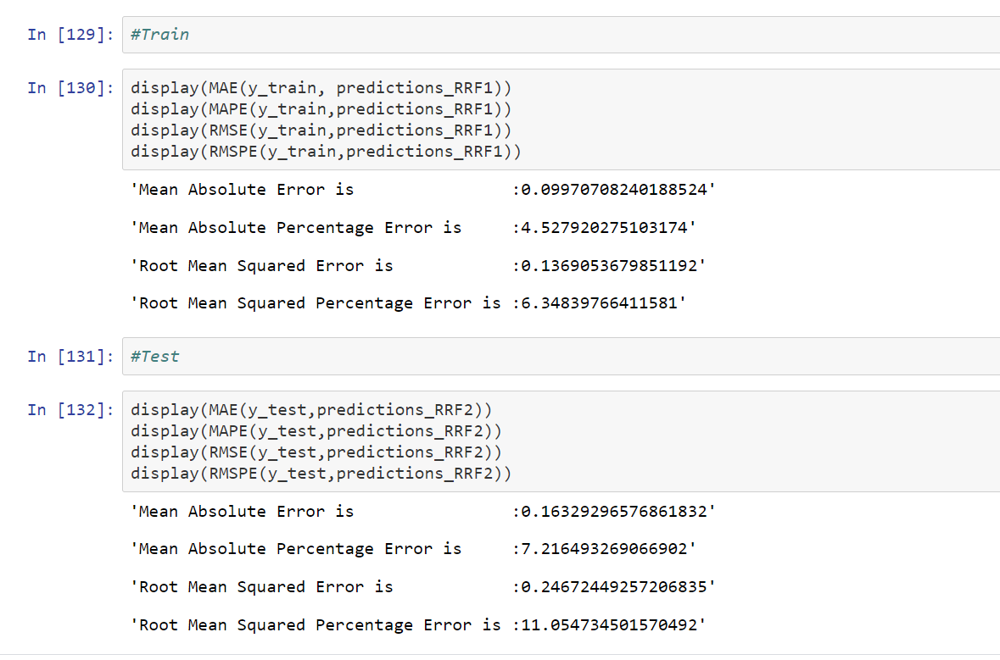 In [129]: #Train
In [130]: display(MAE(y_train, predictions_RRF1))
display(MAPE(y_train,predictions_RRF1))
display(RMSE(y_train,predictions_RRF1))
display(RMSPE(y_train,predictions_RRF1))
'Mean Absolute Error is                :0.09970708240188524'
'Mean Absolute Percentage Error is     :4.527920275103174'
'Root Mean Squared Error is            :0.1369053679851192'
'Root Mean Squared Percentage Error is :6.34839766411581'
In [131]: #Test
In [132]: display(MAE(y_test,predictions_RRF2))
display(MAPE(y_test,predictions_RRF2))
display(RMSE(y_test,predictions_RRF2))
display(RMSPE(y_test,predictions_RRF2))
'Mean Absolute Error is                :0.16329296576861832'
'Mean Absolute Percentage Error is     :7.216493269066902'
'Root Mean Squared Error is            :0.24672449257206835'
'Root Mean Squared Percentage Error is :11.054734501570492'